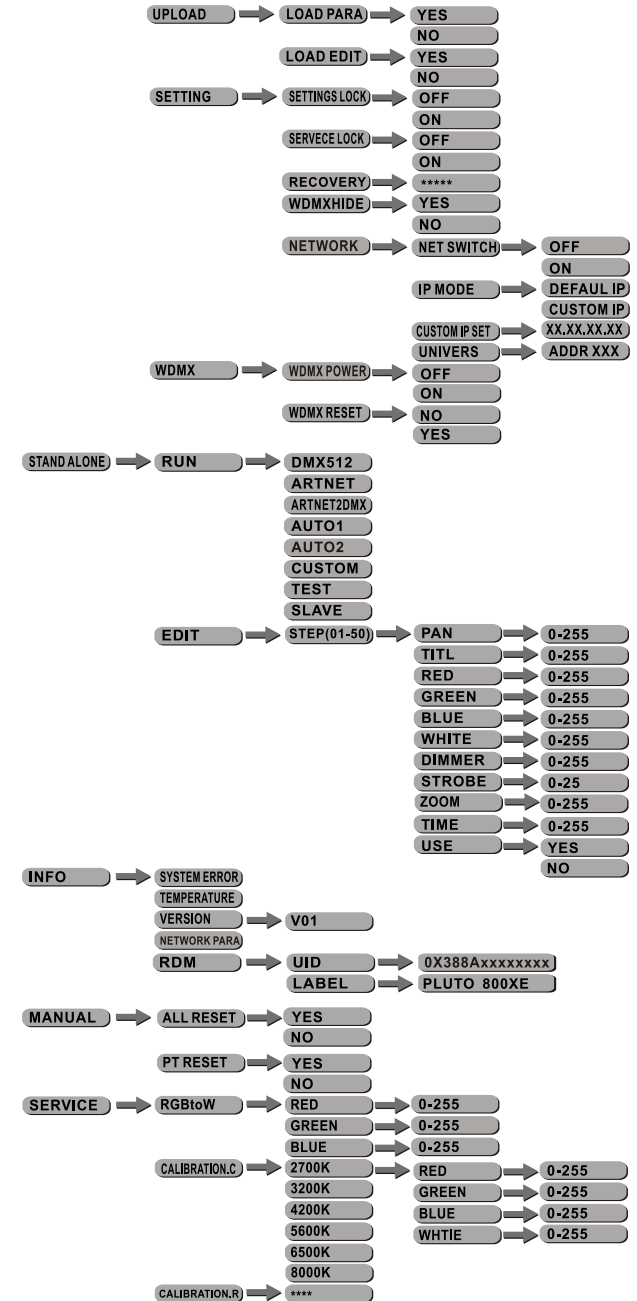 UPLOAD LOAD PARA YES
NO
LOAD EDIT YES
NO
SETTING SETTINGS LOCK OFF
ON
SERVECE LOCK OFF
ON
RECOVERY *****
WDMXHIDE YES
NO
NETWORK NET SWITCH OFF
ON
IP MODE DEFAUL IP
CUSTOM IP
CUSTOM IP SET XX.XX.XX.XX
UNIVERS ADDR XXX
WDMX WDMX POWER OFF
ON
WDMX RESET NO
YES
STAND ALONE RUN DMX512
ARTNET
ARTNET2DMX
AUTO1
AUTO2
CUSTOM
TEST
SLAVE
EDIT STEP(01-50) PAN 0-255
TITL 0-255
RED 0-255
GREEN 0-255
BLUE 0-255
WHITE 0-255
DIMMER 0-255
STROBE 0-25
ZOOM 0-255
TIME 0-255
USE YES
NO
INFO SYSTEM ERROR
TEMPERATURE
VERSION V01
NETWORK PARA
RDM UID 0X388Axxxxxxxx
LABEL PLUTO 800XE
MANUAL ALL RESET YES
NO
PT RESET YES
NO
SERVICE RGBtoW RED 0-255
GREEN 0-255
BLUE 0-255
CALIBRATION.C 2700K RED 0-255
3200K GREEN 0-255
4200K BLUE 0-255
5600K WHTIE 0-255
6500K
8000K
CALIBRATION.R ****